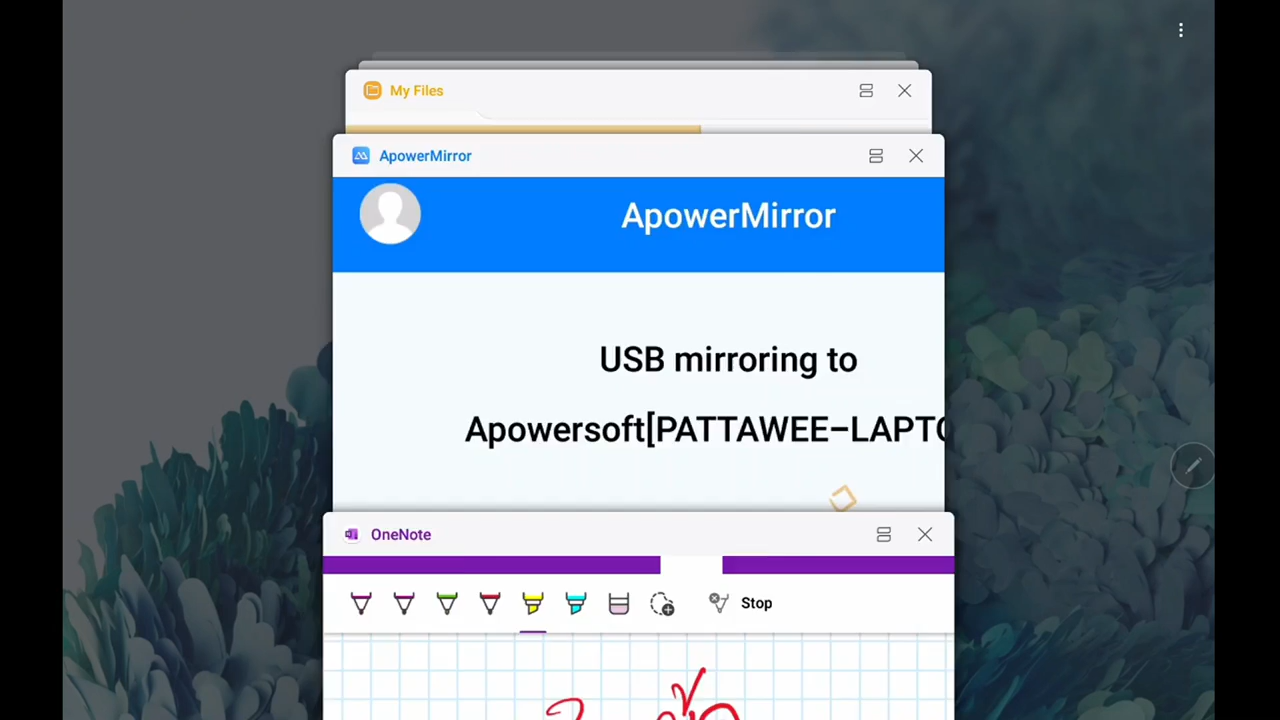 My Files
ApowerMirror
ApowerMirror
USB mirroring to
Apowersoft[PATTAWEE-LAPTO
OneNote
Stop